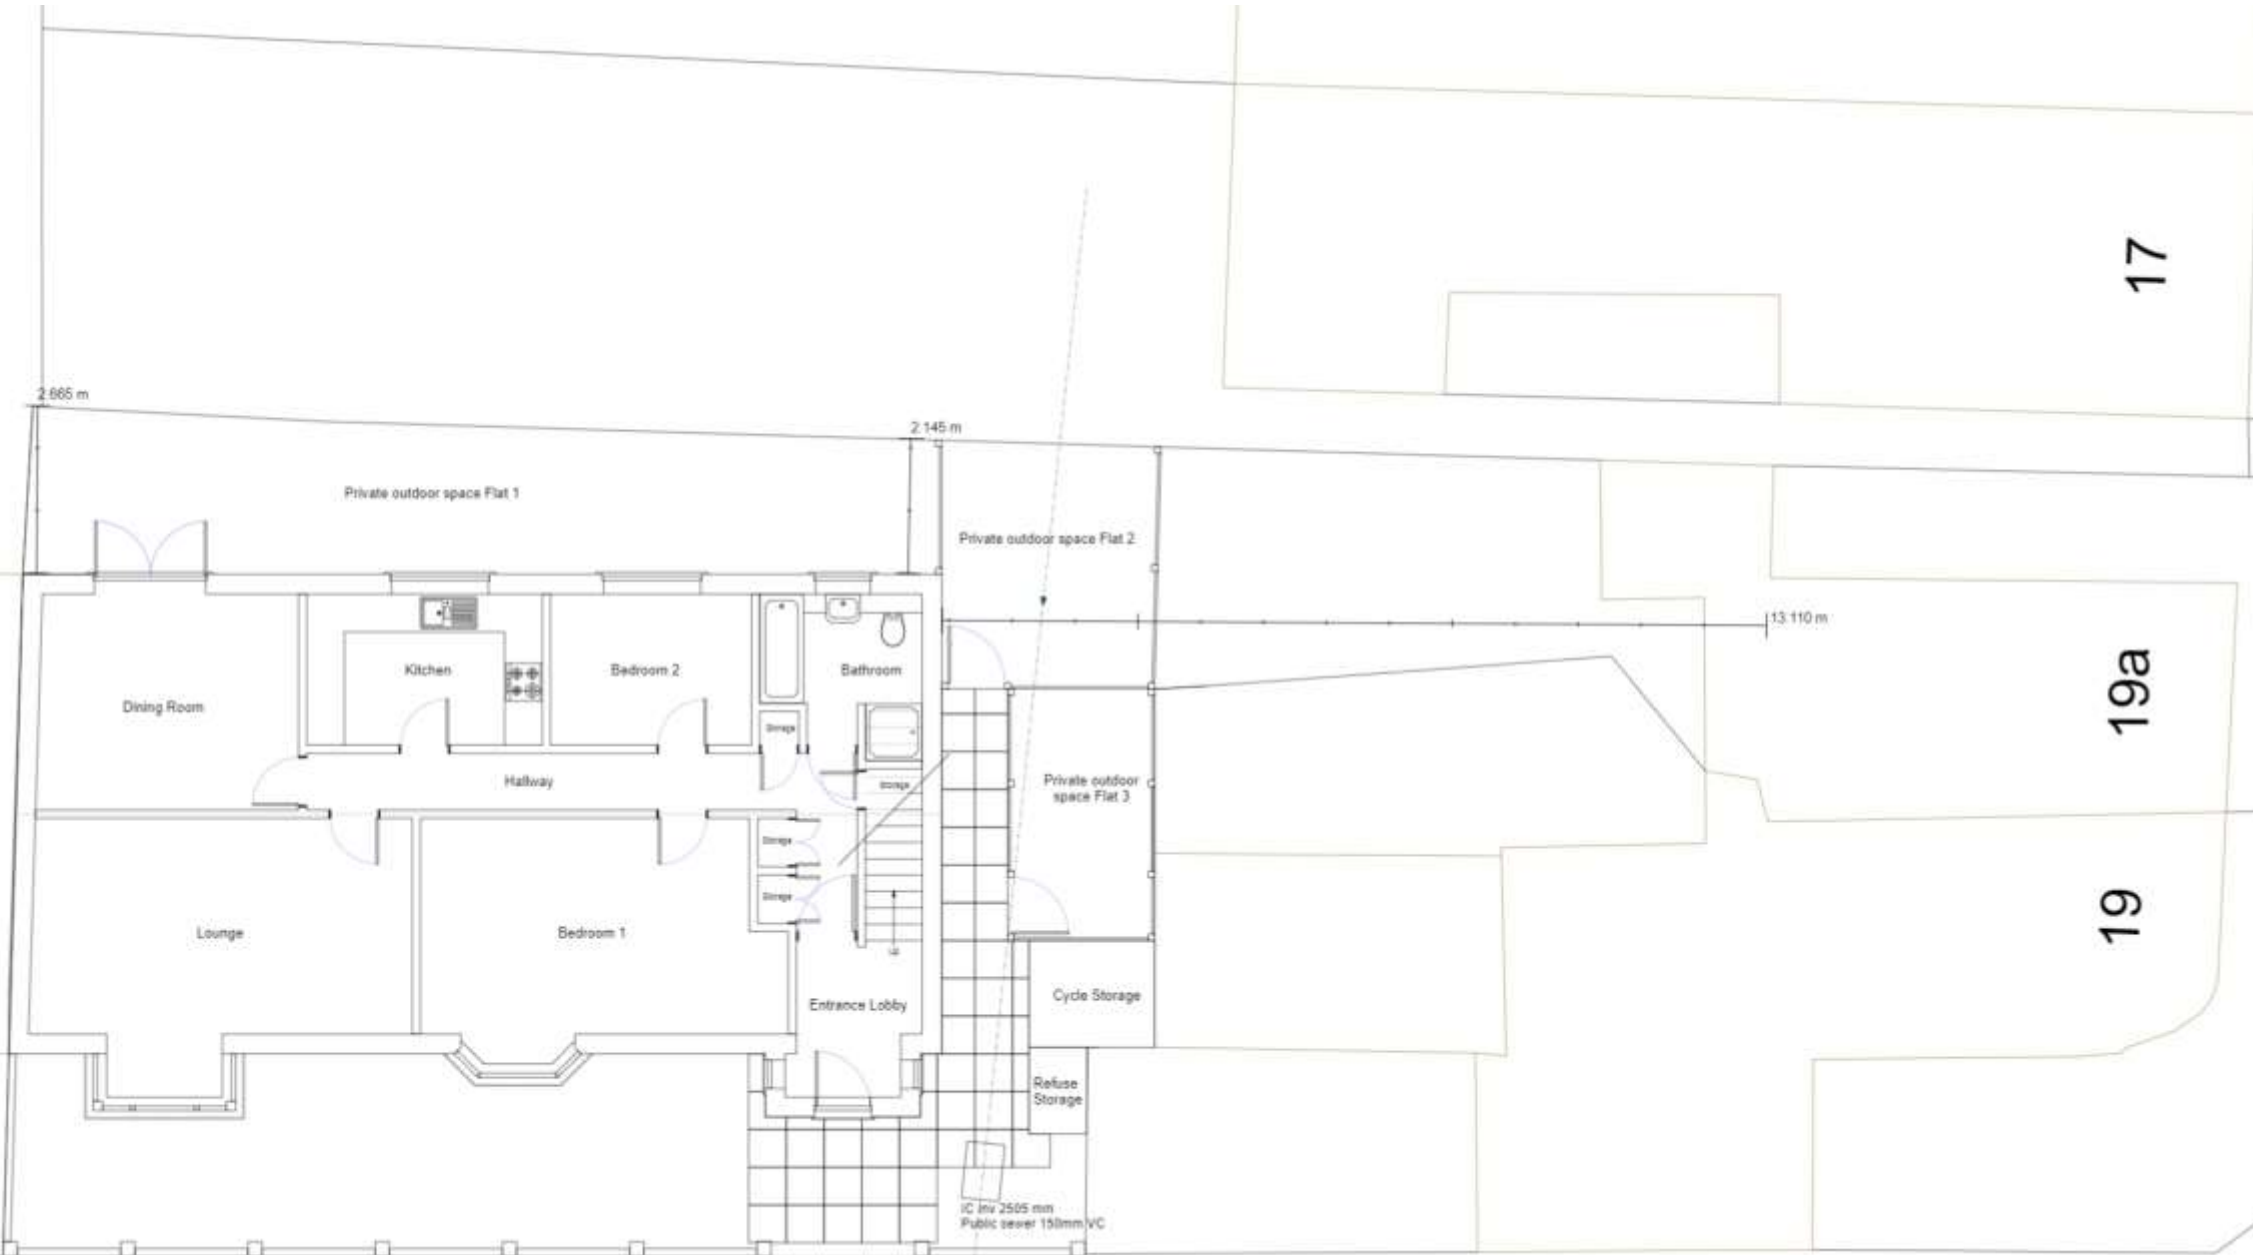 17
2.665 m
2.145 m
Private outdoor space Flat 1
Private outdoor space Flat 2
13.110 m
Kitchen
Bedroom 2
Bathroom
19a
Dining Room
Storage
Hallway
Storage
Private outdoor
space Flat 3
Storage
Storage
Lounge
Bedroom 1
19
Entrance Lobby
Cycle Storage
Refuse
Storage
IC Inv 2505 mm
Public sewer 150mm VC